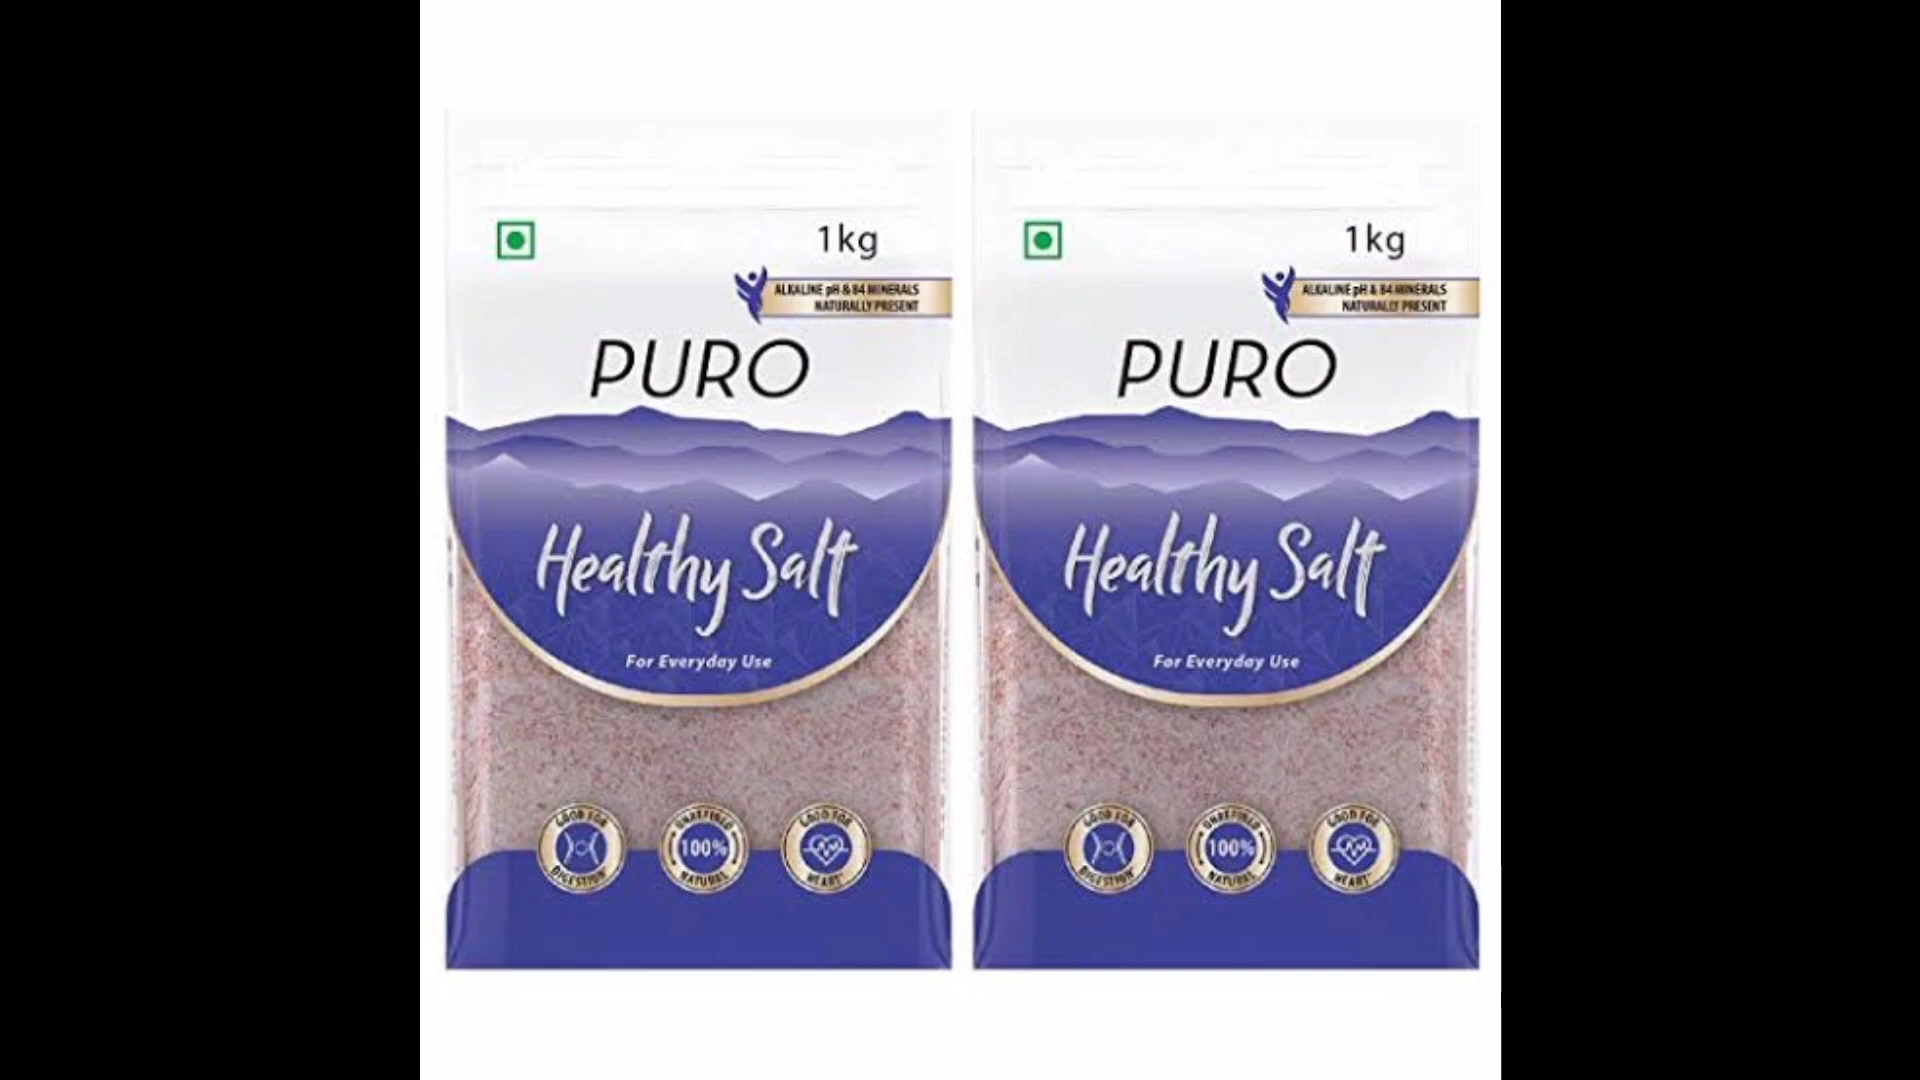 1kg
ALKALINE pH & 84 MINERALS
NATURALLY PRESENT
PURO
Healthy Salt
For Everyday Use
GOOD FOR
DIGESTION*
UNREFINED
100%
NATURAL
GOOD FOR
HEART*
1kg
ALKALINE pH & 84 MINERALS
NATURALLY PRESENT
PURO
Healthy Salt
For Everyday Use
GOOD FOR
DIGESTION*
UNREFINED
100%
NATURAL
GOOD FOR
HEART*